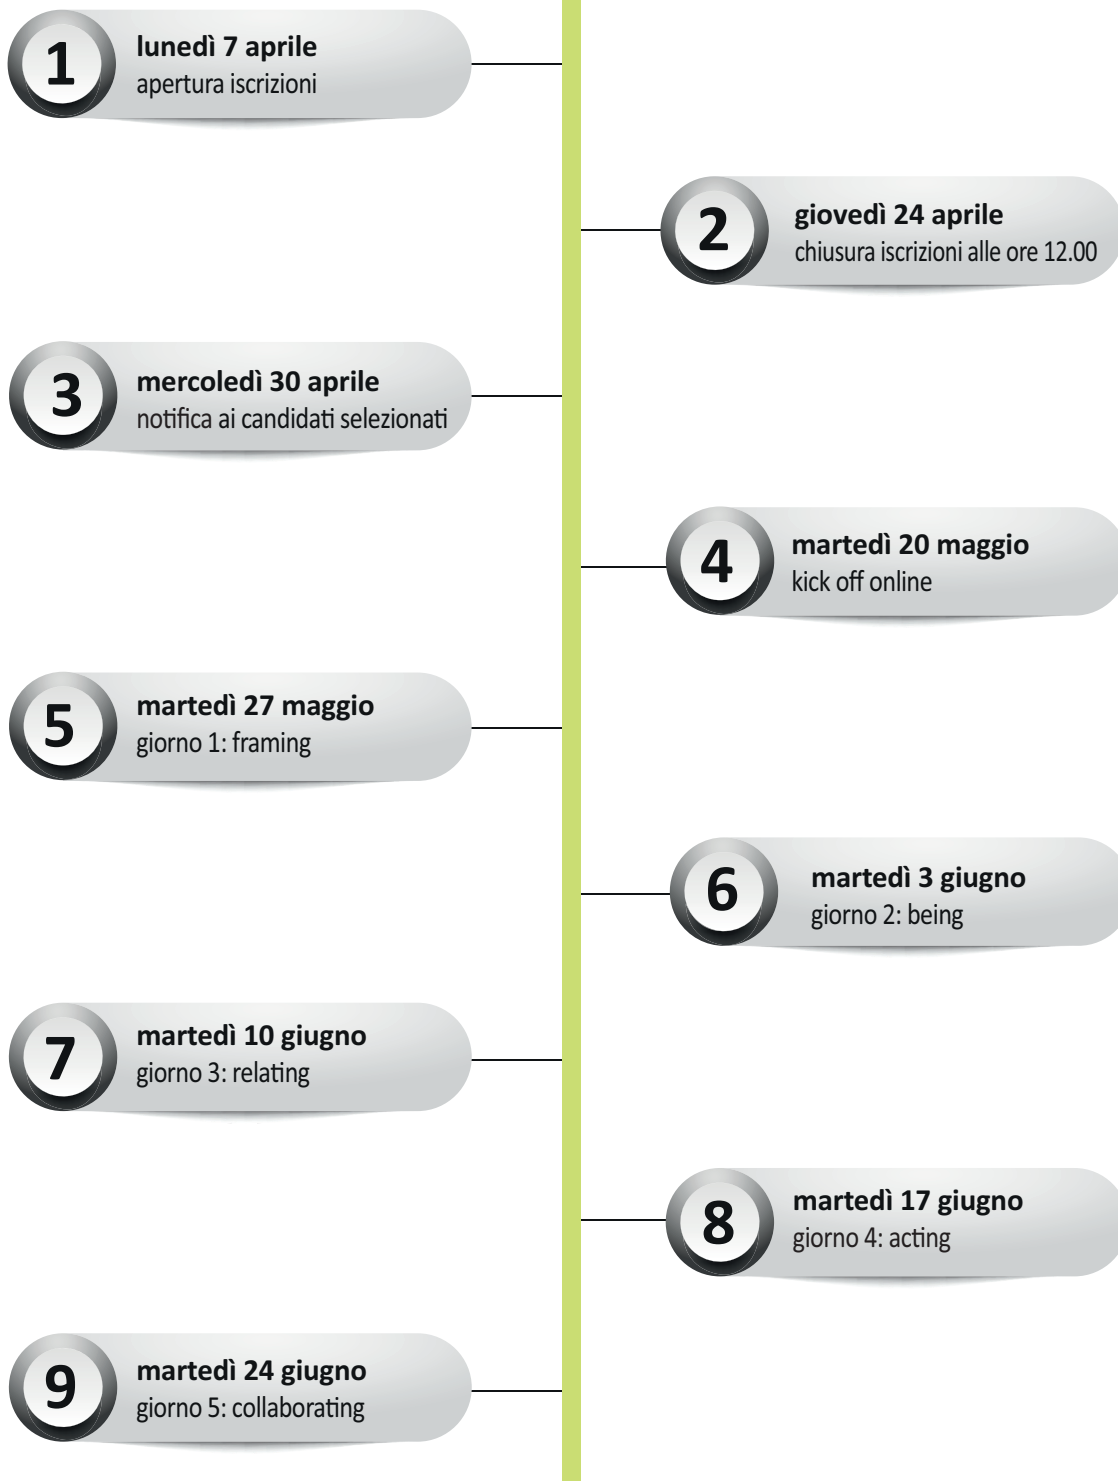 1
lunedì 7 aprile
apertura iscrizioni
2
giovedì 24 aprile
chiusura iscrizioni alle ore 12.00
3
mercoledì 30 aprile
notifica ai candidati selezionati
4
martedì 20 maggio
kick off online
5
martedì 27 maggio
giorno 1: framing
6
martedì 3 giugno
giorno 2: being
7
martedì 10 giugno
giorno 3: relating
8
martedì 17 giugno
giorno 4: acting
9
martedì 24 giugno
giorno 5: collaborating